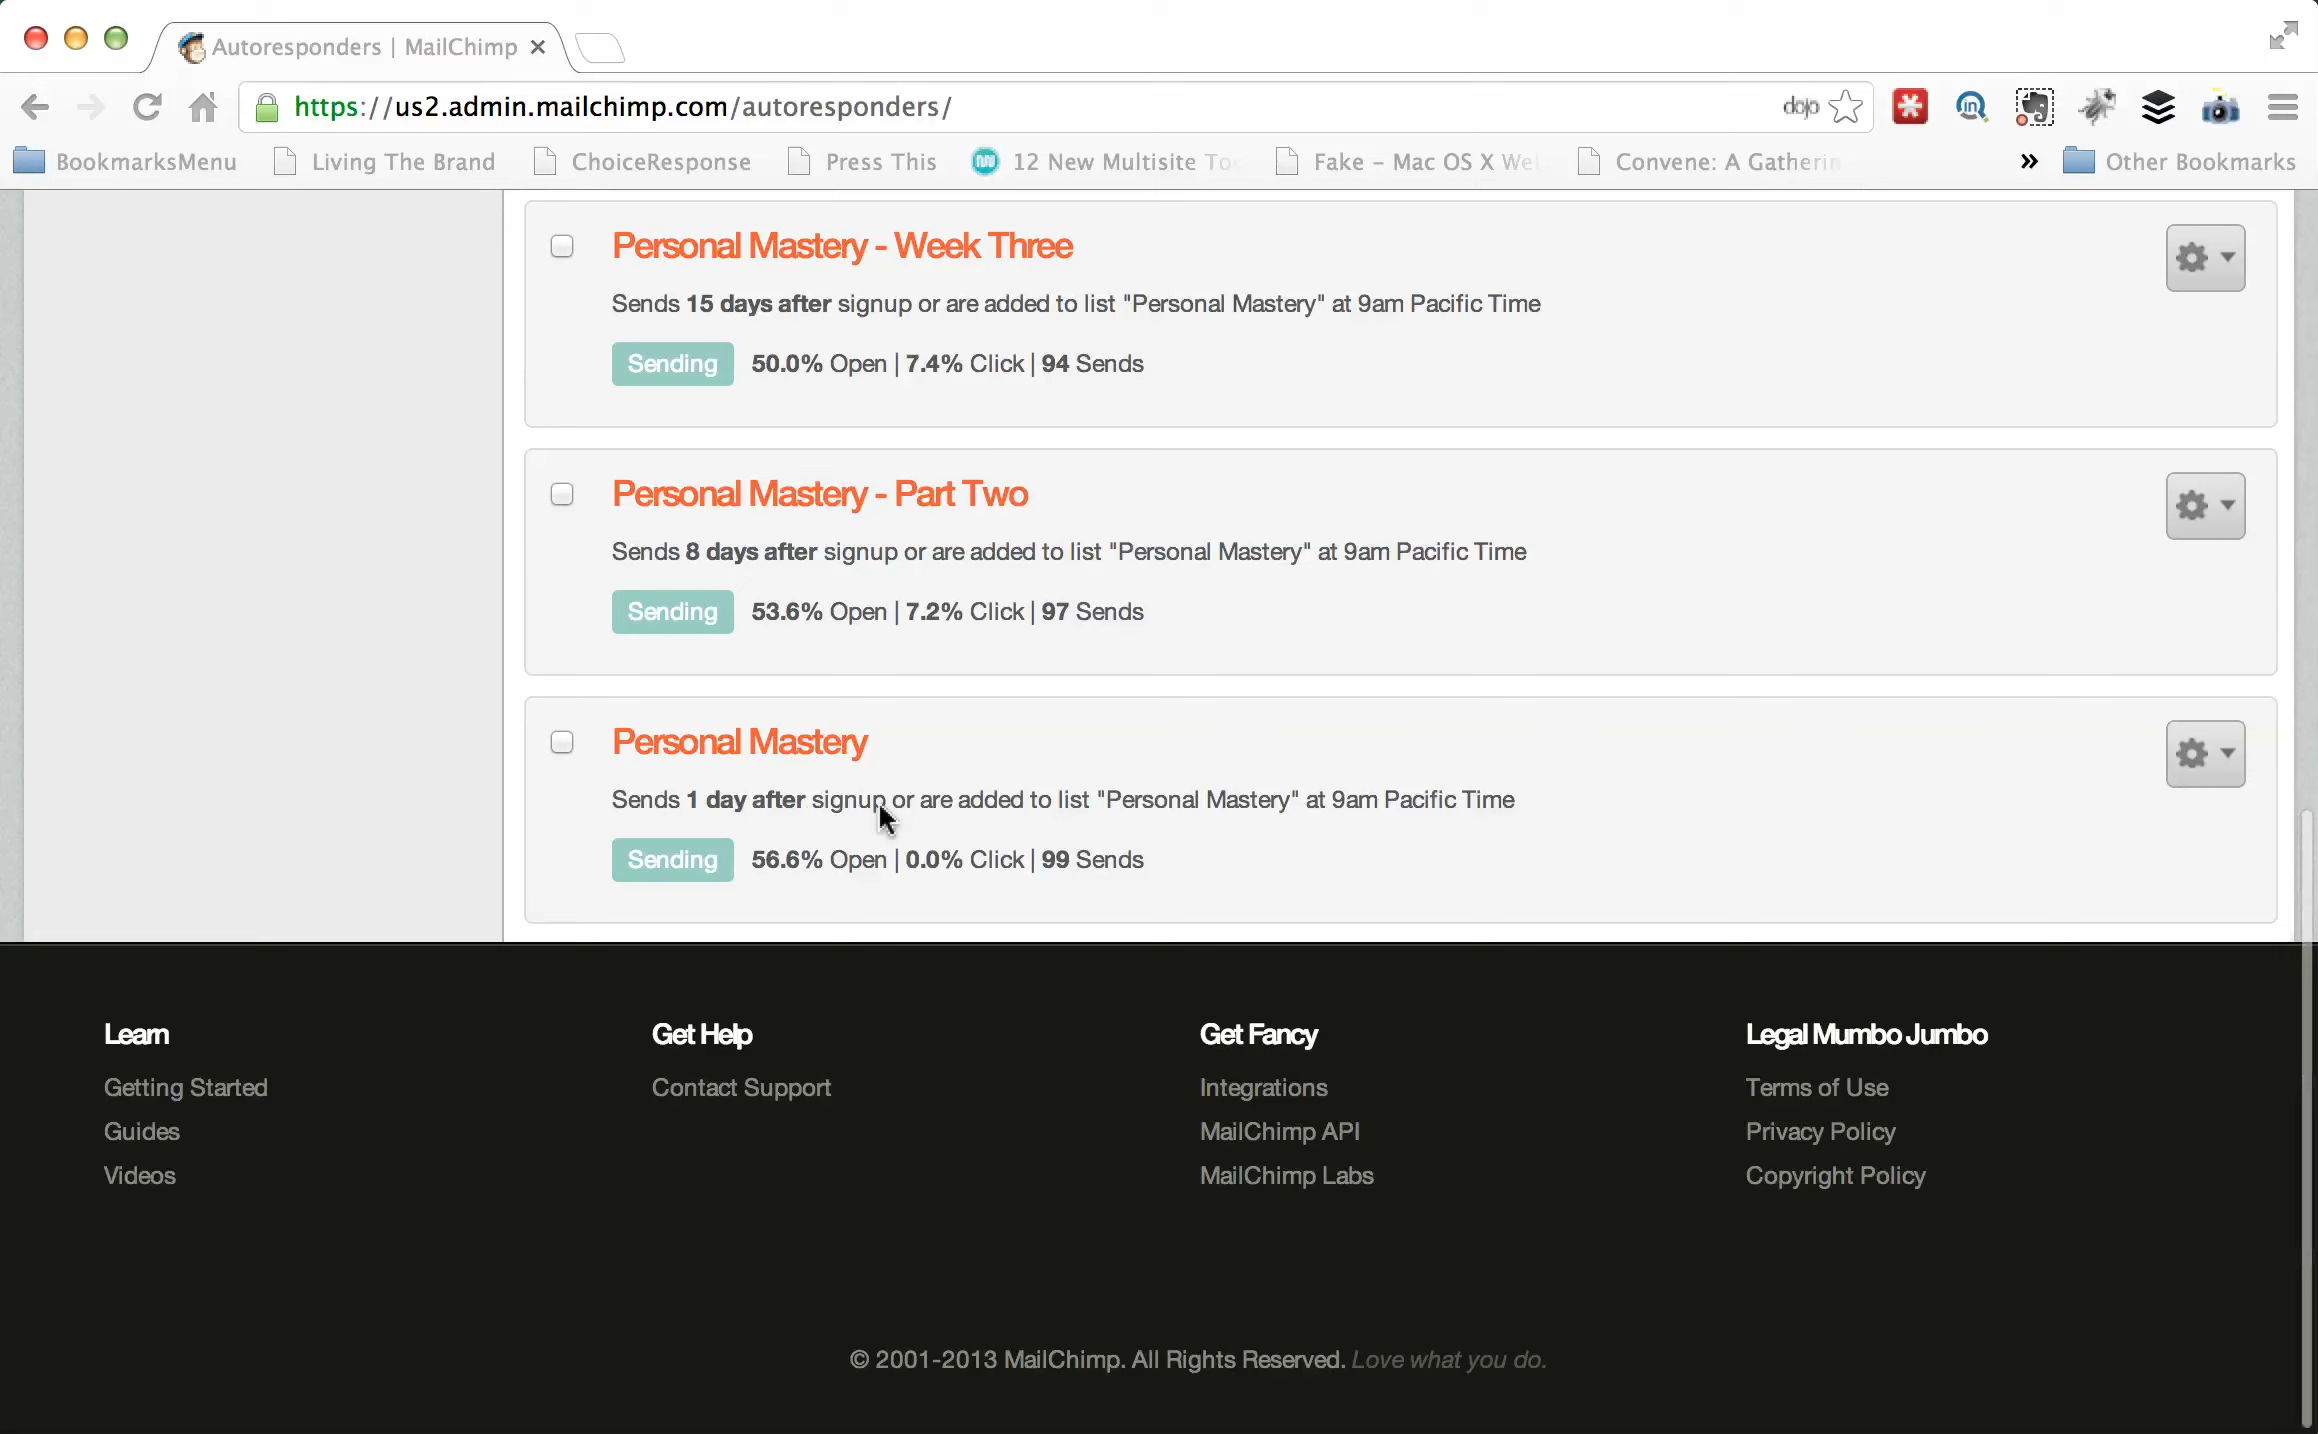 Autoresponders | MailChimp
https://us2.admin.mailchimp.com/autoresponders/
BookmarksMenu
Living The Brand
ChoiceResponse
Press This
12 New Multisite
Fake – Mac OS X
Convene: A
Other Bookmarks
Personal Mastery - Week Three
Sends 15 days after signup or are added to list "Personal Mastery" at 9am Pacific Time
Sending 50.0% Open | 7.4% Click | 94 Sends
Personal Mastery - Part Two
Sends 8 days after signup or are added to list "Personal Mastery" at 9am Pacific Time
Sending 53.6% Open | 7.2% Click | 97 Sends
Personal Mastery
Sends 1 day after signup or are added to list "Personal Mastery" at 9am Pacific Time
Sending 56.6% Open | 0.0% Click | 99 Sends
Learn
Getting Started
Guides
Videos
Get Help
Contact Support
Get Fancy
Integrations
MailChimp API
MailChimp Labs
Legal Mumbo Jumbo
Terms of Use
Privacy Policy
Copyright Policy
© 2001-2013 MailChimp. All Rights Reserved. Love what you do.